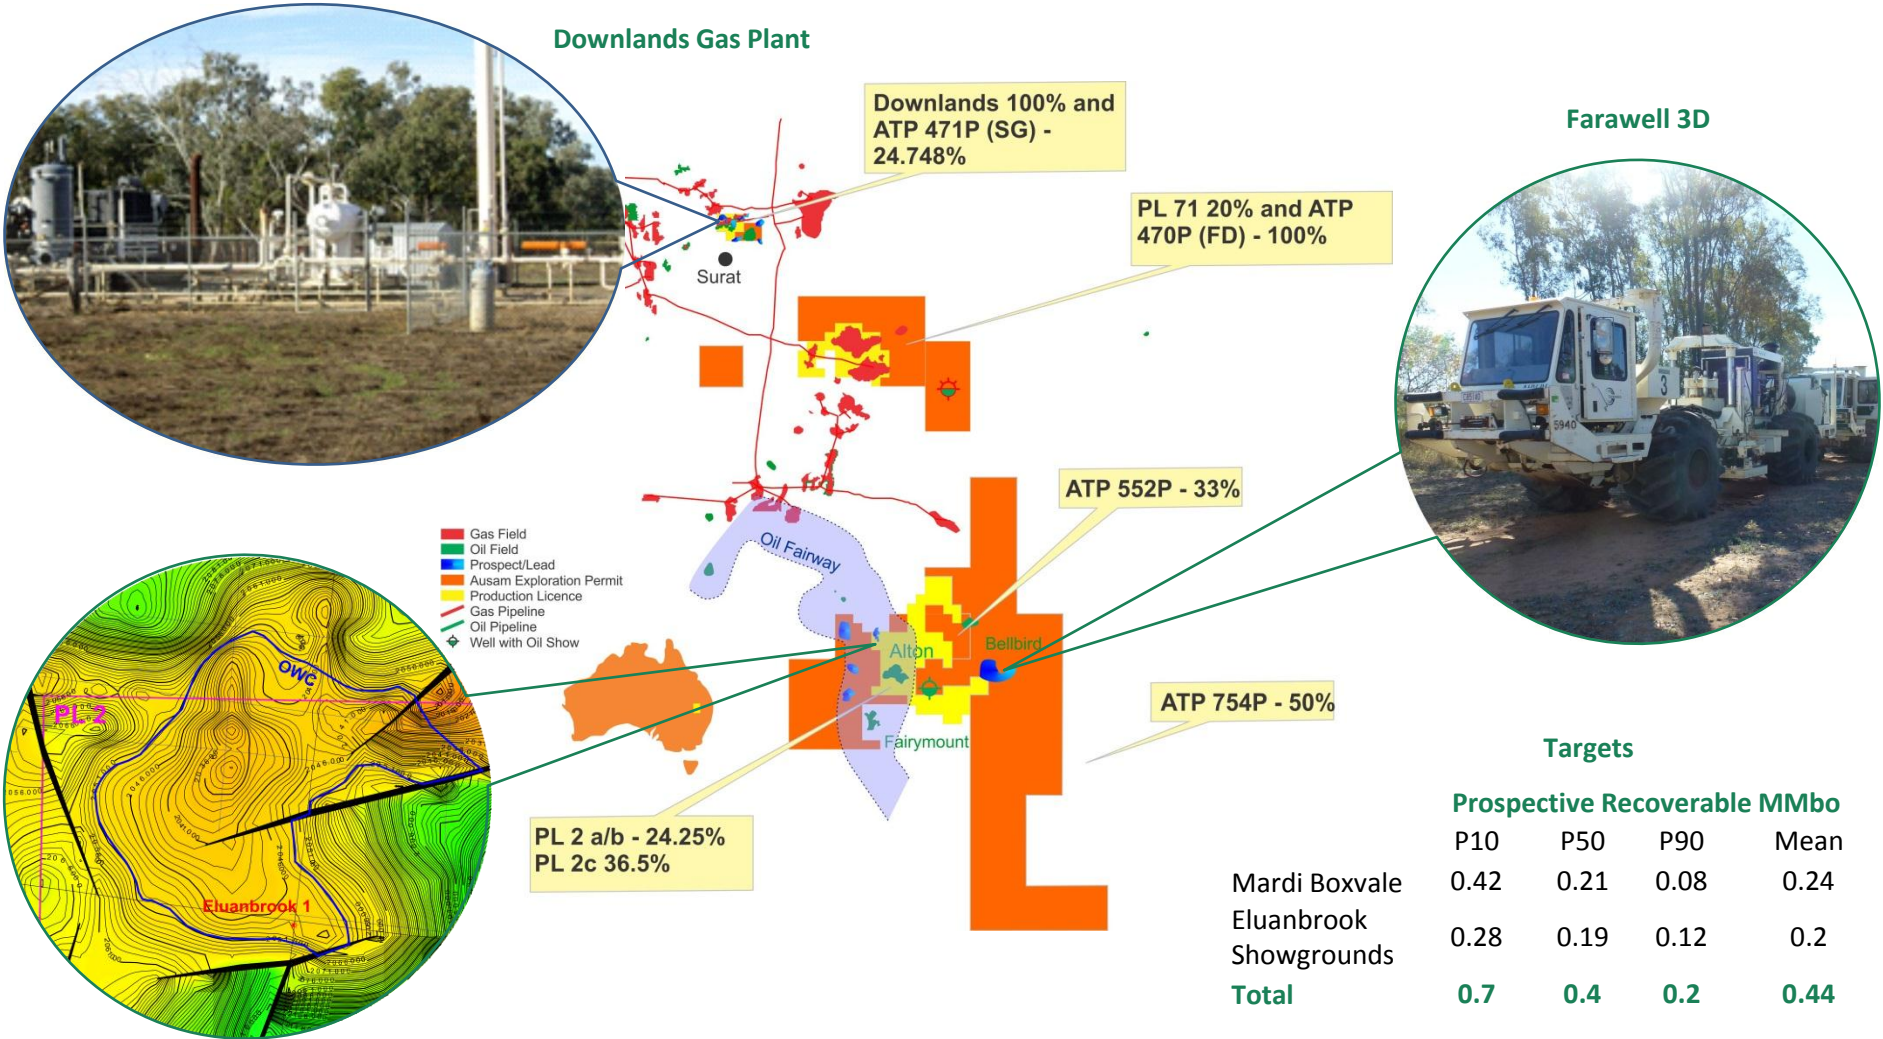 Downlands Gas Plant
Downlands 100% and
ATP 471P (SG) -
24.748%
Farawell 3D
PL 71 20% and ATP
470P (FD) - 100%
Surat
3
5940
ATP 552P - 33%
Gas Field
Oil Field
Prospect/Lead
Ausam Exploration Permit
Production Licence
Gas Pipeline
Oil Pipeline
Well with Oil Show
Oil Fairway
Alton
Bellbird
Fairymount
OWC
PL 2
Eluanbrook 1
ATP 754P - 50%
PL 2 a/b - 24.25%
PL 2c 36.5%
Targets
Prospective Recoverable MMbo
P10 P50 P90 Mean
Mardi Boxvale 0.42 0.21 0.08 0.24
Eluanbrook
Showgrounds 0.28 0.19 0.12 0.2
Total 0.7 0.4 0.2 0.44